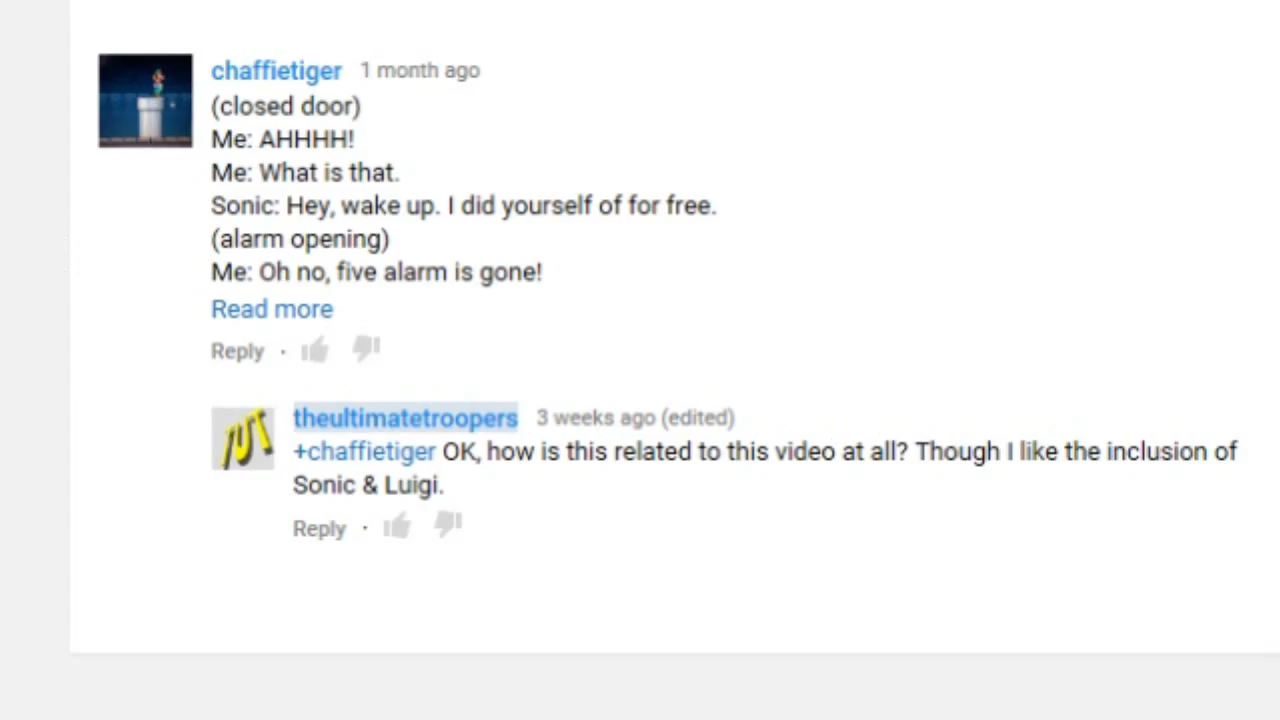 chaffietiger 1 month ago
(closed door)
Me: AHHHH!
Me: What is that.
Sonic: Hey, wake up. I did yourself of for free.
(alarm opening)
Me: Oh no, five alarm is gone!
Read more
Reply ·
TUT
theultimatetroopers 3 weeks ago (edited)
+chaffietiger OK, how is this related to this video at all? Though I like the inclusion of
Sonic & Luigi.
Reply ·